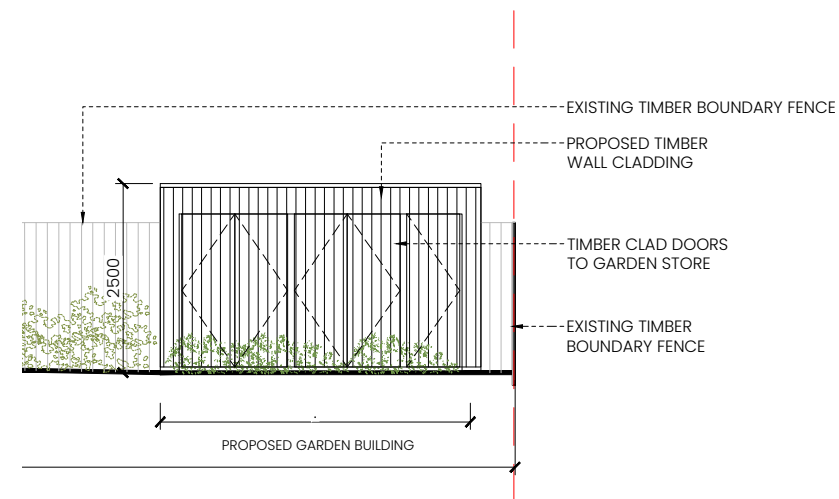 EXISTING TIMBER BOUNDARY FENCE
PROPOSED TIMBER
WALL CLADDING
TIMBER CLAD DOORS
TO GARDEN STORE
2500
EXISTING TIMBER
BOUNDARY FENCE
PROPOSED GARDEN BUILDING